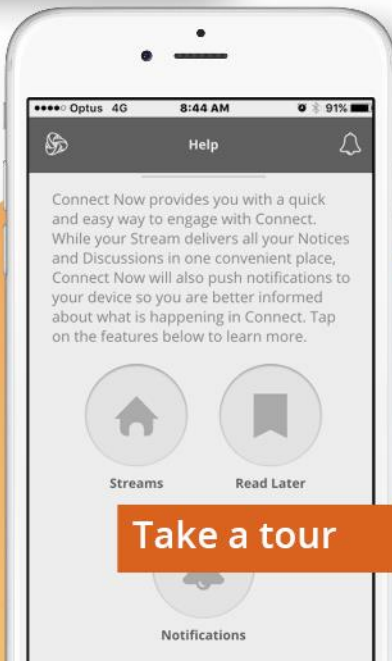 Optus 4G 8:44 AM 91%
Help
Connect Now provides you with a quick
and easy way to engage with Connect.
While your Stream delivers all your Notices
and Discussions in one convenient place,
Connect Now will also push notifications to
your device so you are better informed
about what is happening in Connect. Tap
on the features below to learn more.
Streams Read Later
Take a tour
Notifications